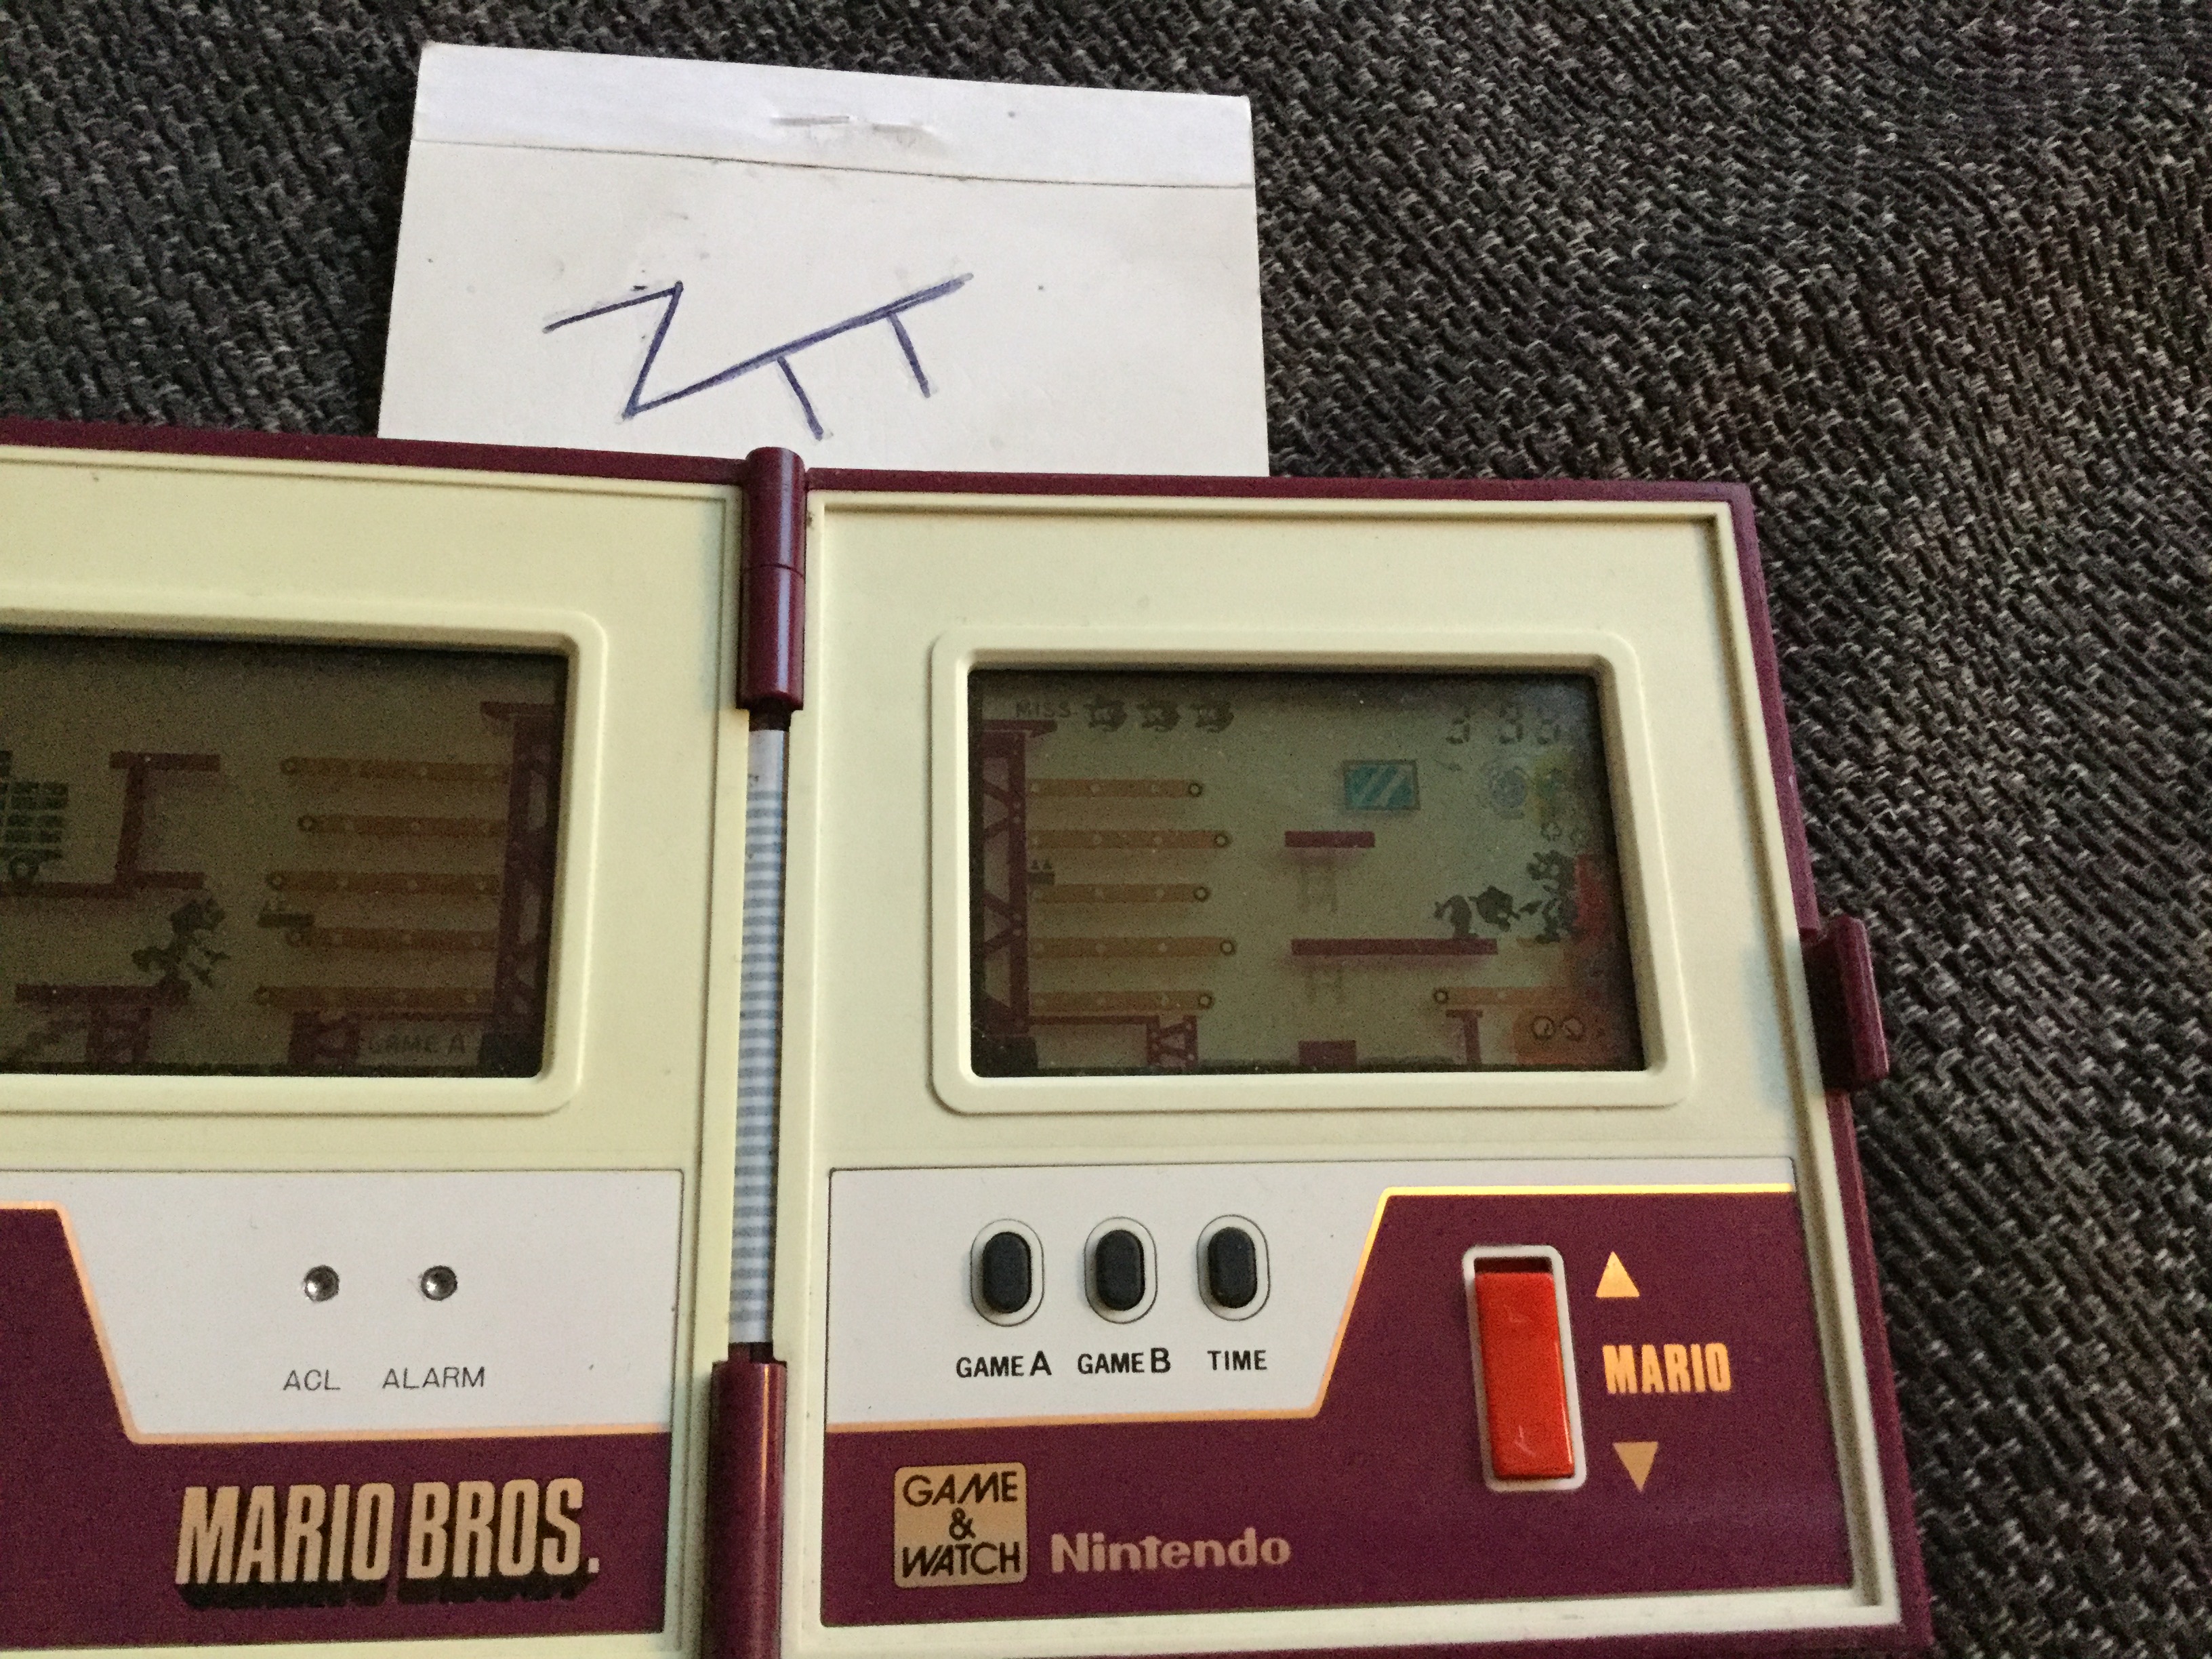 ZTT
MISS
GAME A
ACL ALARM
MARIO BROS.
GAME A GAME B TIME
MARIO
GAME
&
WATCH
Nintendo